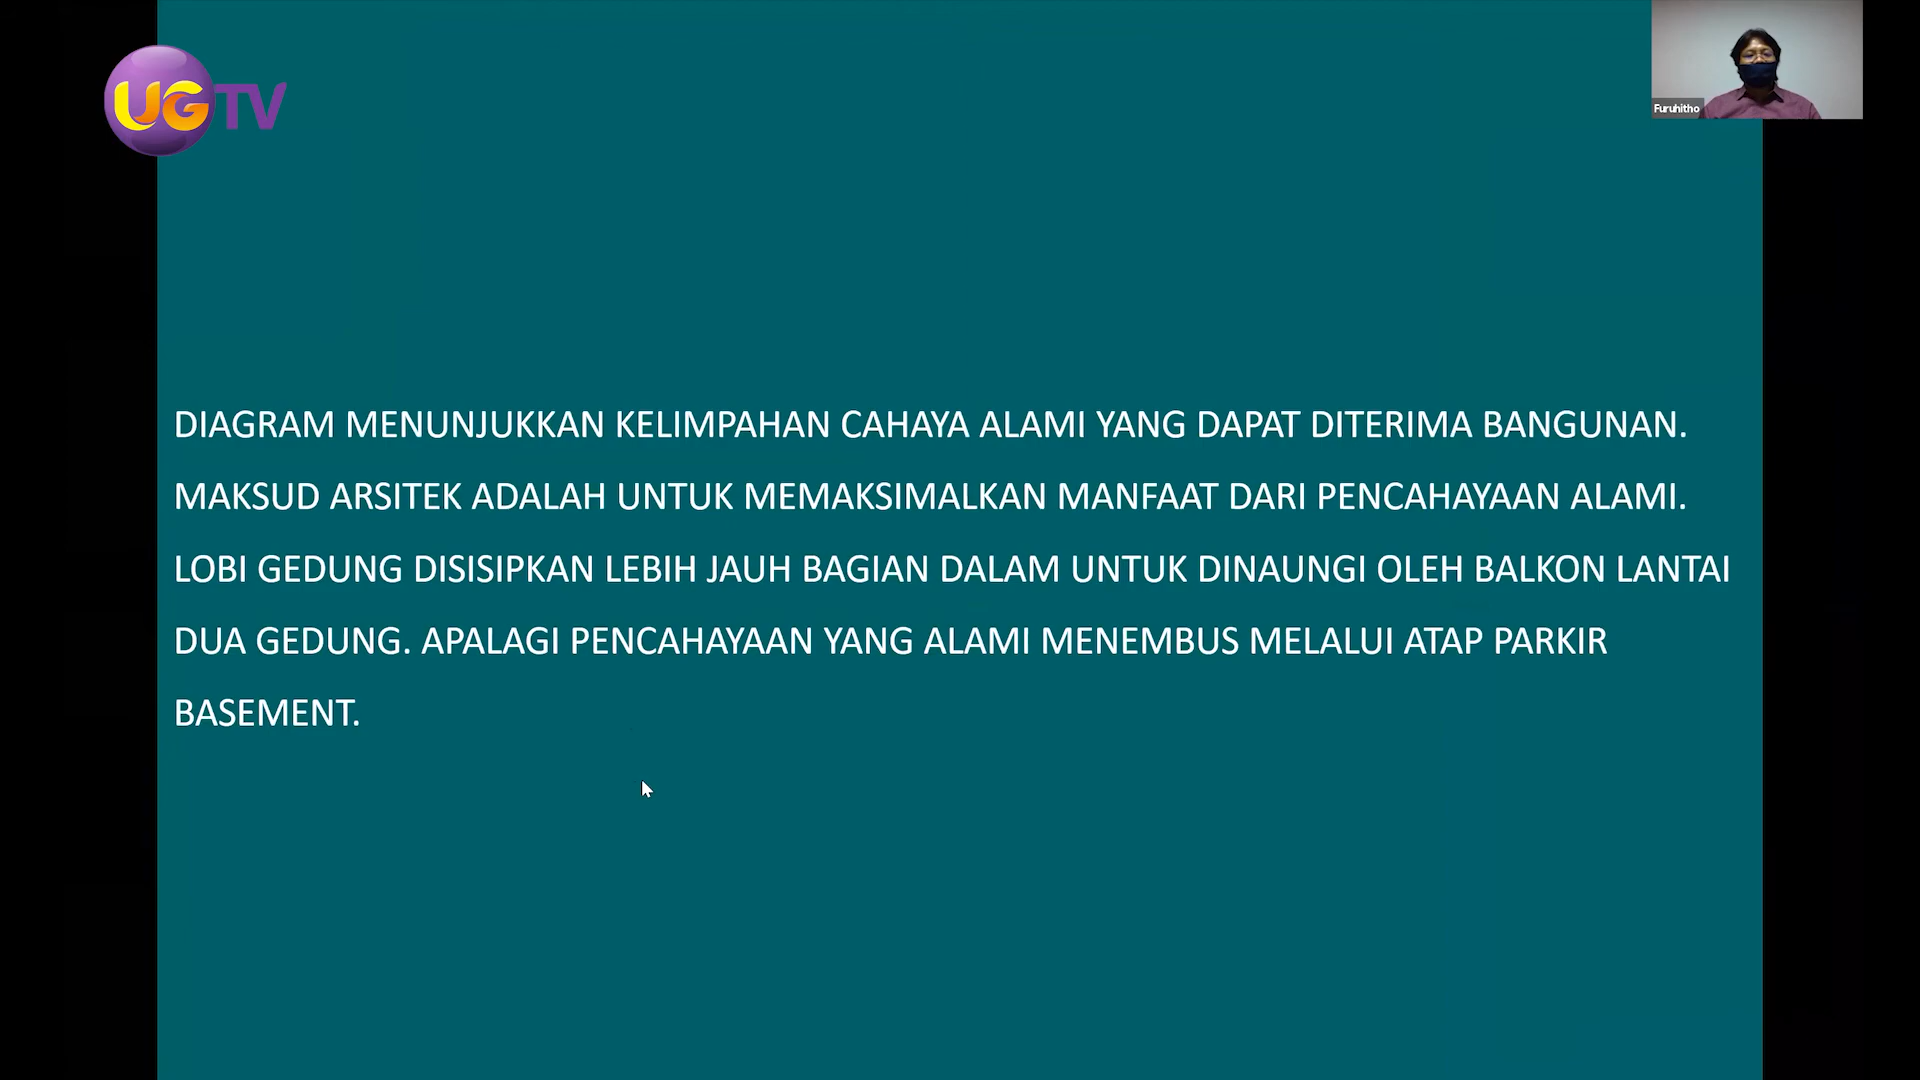 UGTV
Furuhitho
DIAGRAM MENUNJUKKAN KELIMPAHAN CAHAYA ALAMI YANG DAPAT DITERIMA BANGUNAN.
MAKSUD ARSITEK ADALAH UNTUK MEMAKSIMALKAN MANFAAT DARI PENCAHAYAAN ALAMI.
LOBI GEDUNG DISISIPKAN LEBIH JAUH BAGIAN DALAM UNTUK DINAUNGI OLEH BALKON LANTAI
DUA GEDUNG. APALAGI PENCAHAYAAN YANG ALAMI MENEMBUS MELALUI ATAP PARKIR
BASEMENT.